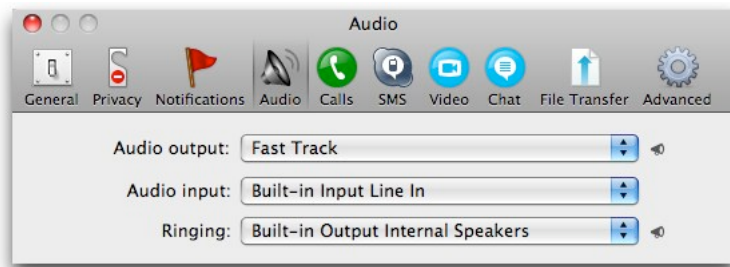 Audio
General Privacy Notifications Audio Calls SMS Video Chat File Transfer Advanced
Audio output: Fast Track
Audio input: Built-in Input Line In
Ringing: Built-in Output Internal Speakers